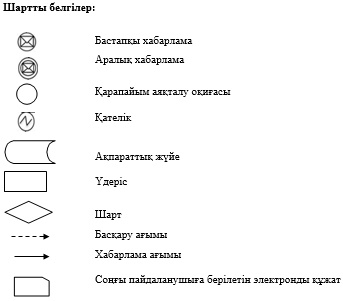 Шартты белгілер:
Бастапқы хабарлама
Аралық хабарлама
Қарапайым аяқталу оқиғасы
Қателік
Ақпараттық жүйе
Үдеріс
Шарт
Басқару ағымы
Хабарлама ағымы
Соңғы пайдаланушыға берілетін электронды құжат